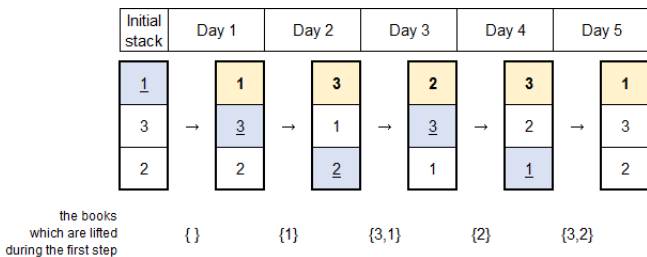 Initial stack Day 1 Day 2 Day 3 Day 4 Day 5
1 1 3 2 3 1
3 → 3 → 1 → 3 → 2 → 3
2 2 2 1 1 2
the books
which are lifted
during the first step
{ } {1} {3,1} {2} {3,2}